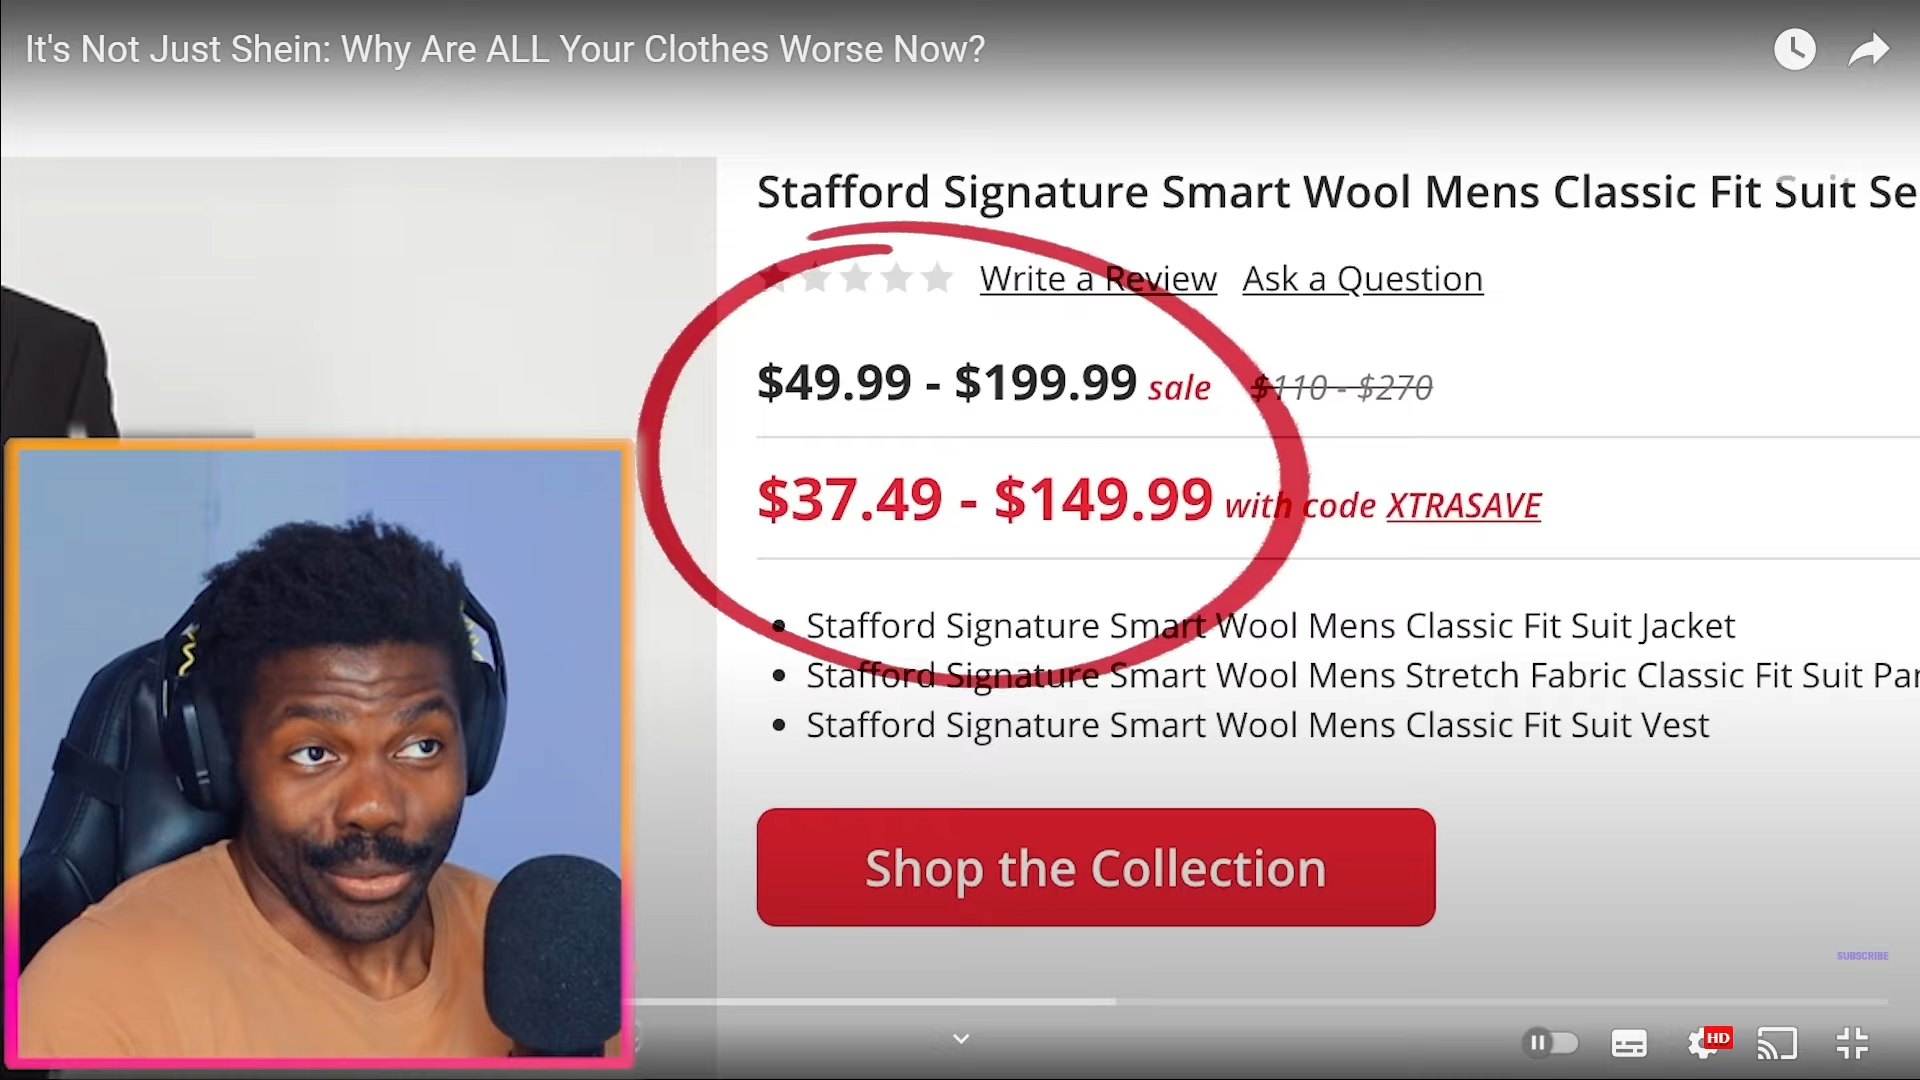 It's Not Just Shein: Why Are ALL Your Clothes Worse Now?
Stafford Signature Smart Wool Mens Classic Fit Suit Se
Write a Review Ask a Question
$49.99 - $199.99 sale $110 - $270
$37.49 - $149.99 with code XTRASAVE
• Stafford Signature Smart Wool Mens Classic Fit Suit Jacket
• Stafford Signature Smart Wool Mens Stretch Fabric Classic Fit Suit Pan
• Stafford Signature Smart Wool Mens Classic Fit Suit Vest
Shop the Collection
SUBSCRIBE
HD